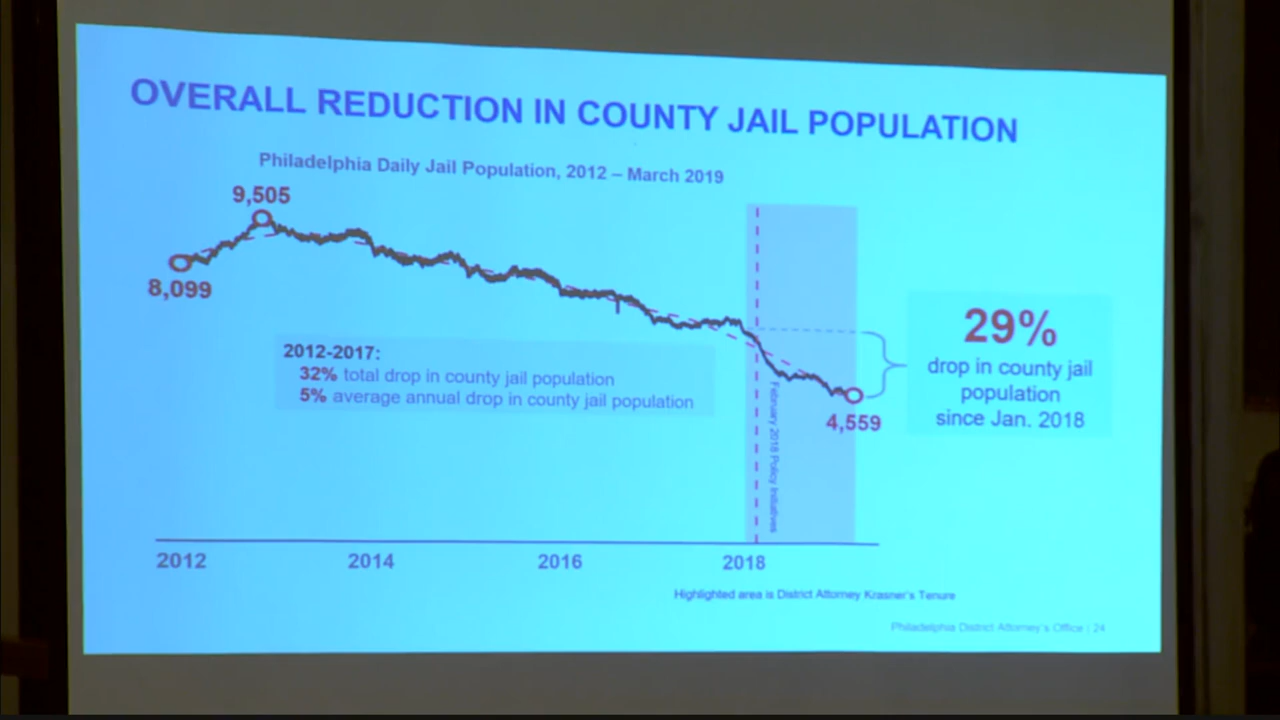 OVERALL REDUCTION IN COUNTY JAIL POPULATION
Philadelphia Daily Jail Population, 2012 – March 2019
9,505
8,099
2012-2017:
32% total drop in county jail population
5% average annual drop in county jail population
February 2018 Policy Initiatives
4,559
29%
drop in county jail
population
since Jan. 2018
2012
2014
2016
2018
Highlighted area is District Attorney Krasner's Tenure
Philadelphia District Attorney's Office | 24